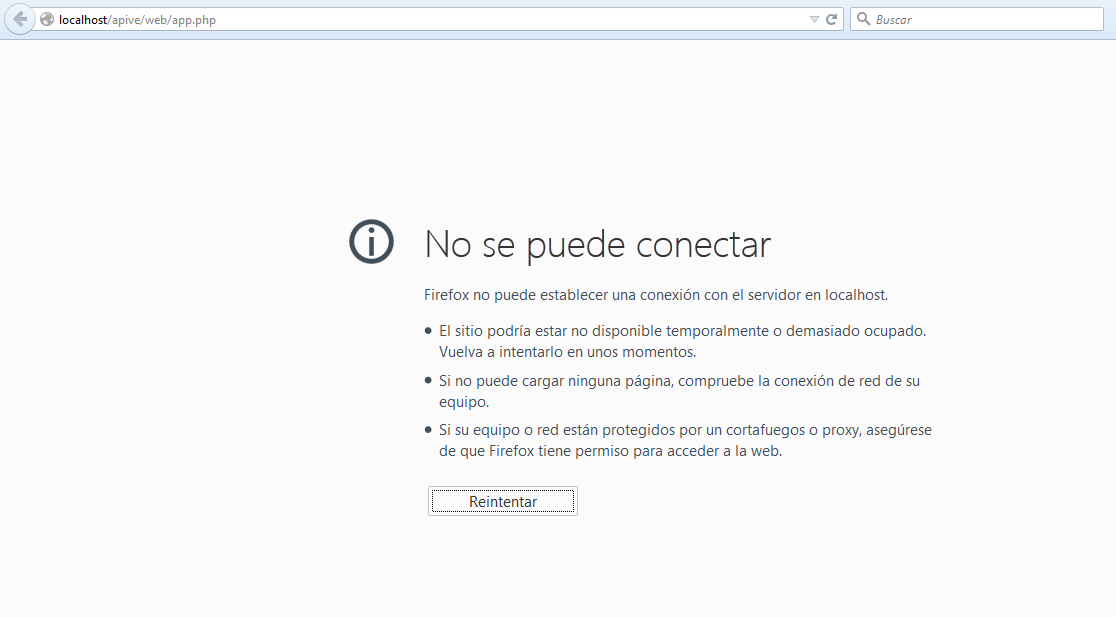 localhost/apive/web/app.php
Buscar
No se puede conectar
Firefox no puede establecer una conexión con el servidor en localhost.
El sitio podría estar no disponible temporalmente o demasiado ocupado.
Vuelva a intentarlo en unos momentos.
Si no puede cargar ninguna página, compruebe la conexión de red de su
equipo.
Si su equipo o red están protegidos por un cortafuegos o proxy, asegúrese
de que Firefox tiene permiso para acceder a la web.
Reintentar